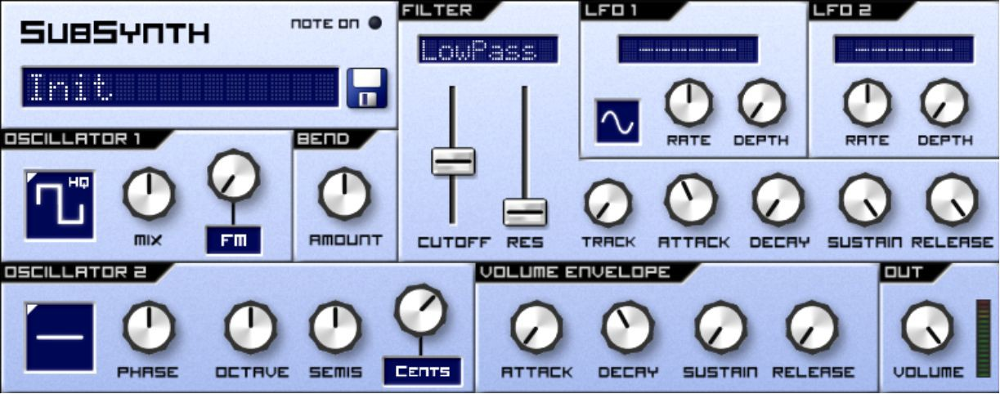 SubSynth
NOTE ON
Init
FILTER
LowPass
CUTOFF
RES
LFO 1
------
RATE
DEPTH
LFO 2
------
RATE
DEPTH
OSCILLATOR 1
HQ
MIX
FM
BEND
AMOUNT
TRACK
ATTACK
DECAY
SUSTAIN
RELEASE
OSCILLATOR 2
PHASE
OCTAVE
SEMIS
Cents
VOLUME ENVELOPE
ATTACK
DECAY
SUSTAIN
RELEASE
OUT
VOLUME